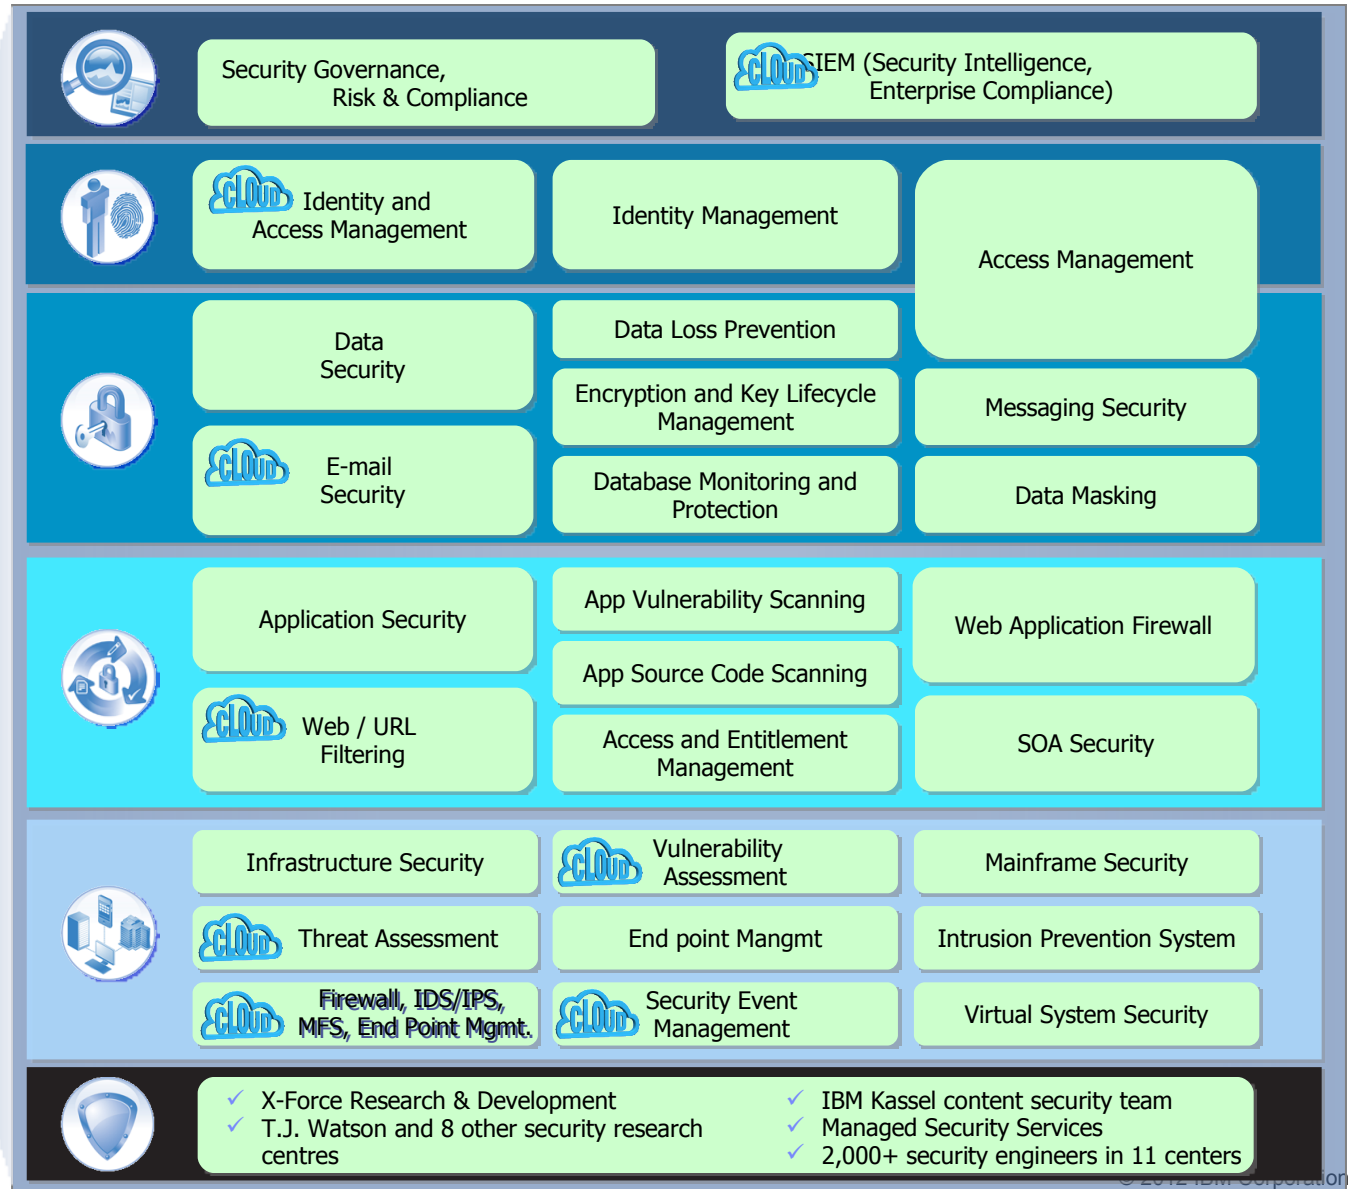 Security Governance,
Risk & Compliance
CLOUD
SIEM (Security Intelligence,
Enterprise Compliance)
CLOUD
Identity and
Access Management
Identity Management
Access Management
Data
Security
Data Loss Prevention
Encryption and Key Lifecycle
Management
Messaging Security
CLOUD
E-mail
Security
Database Monitoring and
Protection
Data Masking
Application Security
App Vulnerability Scanning
Web Application Firewall
App Source Code Scanning
CLOUD
Web / URL
Filtering
Access and Entitlement
Management
SOA Security
Infrastructure Security
CLOUD
Vulnerability
Assessment
Mainframe Security
CLOUD
Threat Assessment
End point Mangmt
Intrusion Prevention System
CLOUD
Firewall, IDS/IPS,
MFS, End Point Mgmt.
CLOUD
Security Event
Management
Virtual System Security
✓ X-Force Research & Development
✓ T.J. Watson and 8 other security research
centres
✓ IBM Kassel content security team
✓ Managed Security Services
✓ 2,000+ security engineers in 11 centers
© 2012 IBM Corporation